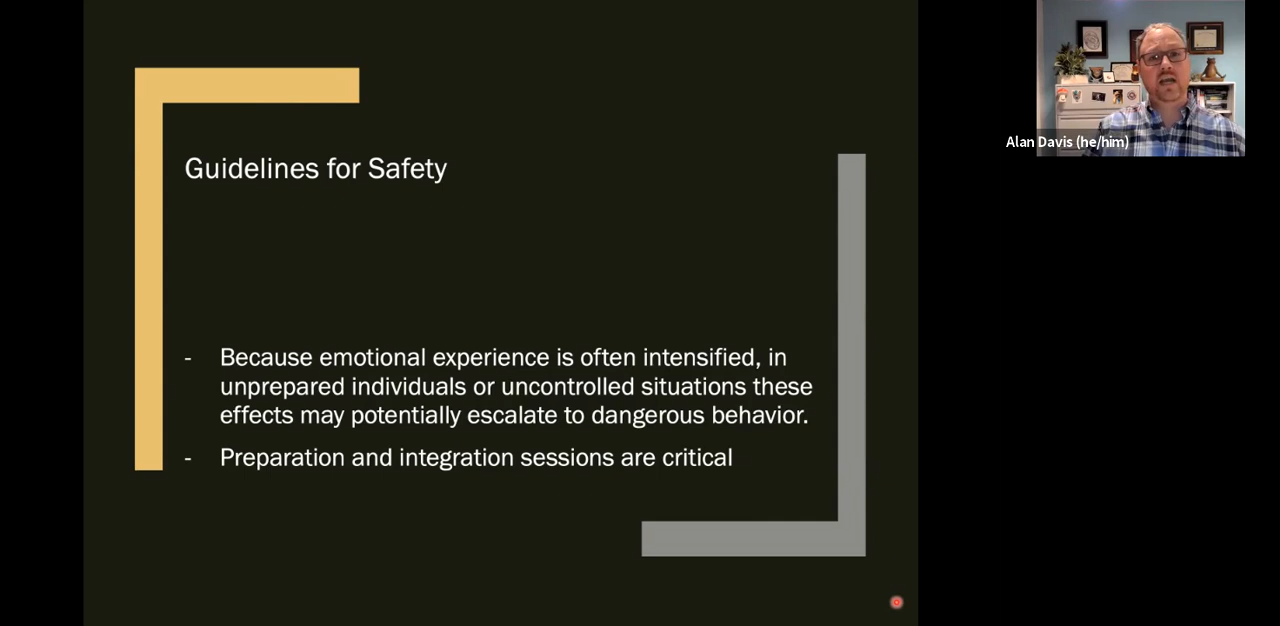 Guidelines for Safety
- Because emotional experience is often intensified, in
unprepared individuals or uncontrolled situations these
effects may potentially escalate to dangerous behavior.
- Preparation and integration sessions are critical
Alan Davis (he/him)